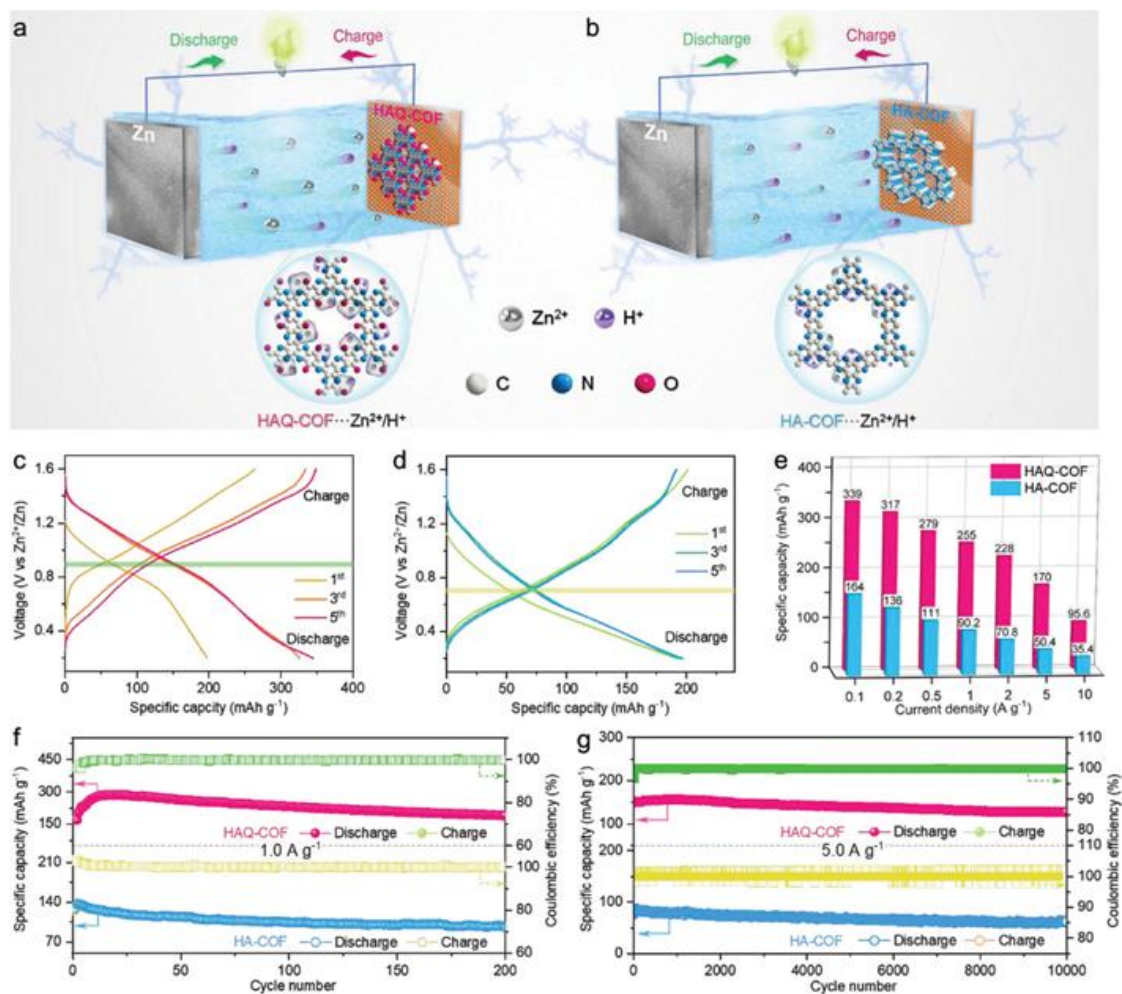 a
Discharge
Charge
Zn
HAQ-COF
HAQ-COF···Zn²⁺/H⁺
b
Discharge
Charge
Zn
HA-COF
HA-COF···Zn²⁺/H⁺
Zn²⁺ H⁺
C N O
c
Voltage (V vs Zn²⁺/Zn)
1.6
1.2
0.8
0.4
Charge
1ˢᵗ
3ʳᵈ
5ᵗʰ
Discharge
0 100 200 300 400
Specific capcity (mAh g⁻¹)
d
Voltage (V vs Zn²⁺/Zn)
1.6
1.2
0.8
0.4
Charge
1ˢᵗ
3ʳᵈ
5ᵗʰ
Discharge
0 50 100 150 200 250
Specific capcity (mAh g⁻¹)
e
Specific capacity (mAh g⁻¹)
400
300
200
100
0
HAQ-COF
HA-COF
339 317 279 255 228 170 95.6
164 136 111 90.2 70.8 50.4 35.4
0.1 0.2 0.5 1 2 5 10
Current density (A g⁻¹)
f
Specific capacity (mAh g⁻¹)
450
300
150
210
140
70
HAQ-COF Discharge Charge
1.0 A g⁻¹
HA-COF Discharge Charge
100
80
60
100
80
60
Coulombic efficiency (%)
0 50 100 150 200
Cycle number
g
Specific capacity (mAh g⁻¹)
300
200
100
200
100
0
HAQ-COF Discharge Charge
5.0 A g⁻¹
HA-COF Discharge Charge
110
100
90
80
110
100
90
80
Coulombic efficiency (%)
0 2000 4000 6000 8000 10000
Cycle number